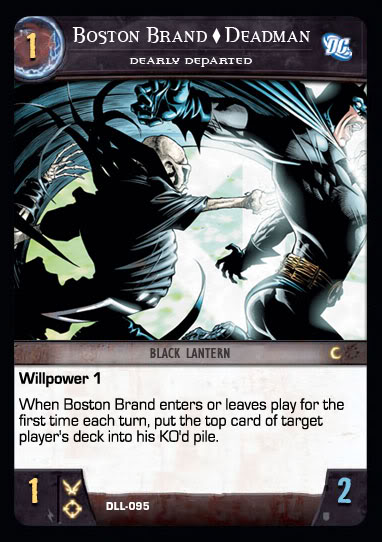 1
BOSTON BRAND ♦ DEADMAN
DC
DEARLY DEPARTED
BLACK LANTERN
C
Willpower 1
When Boston Brand enters or leaves play for the
first time each turn, put the top card of target
player's deck into his KO'd pile.
1
DLL-095
2